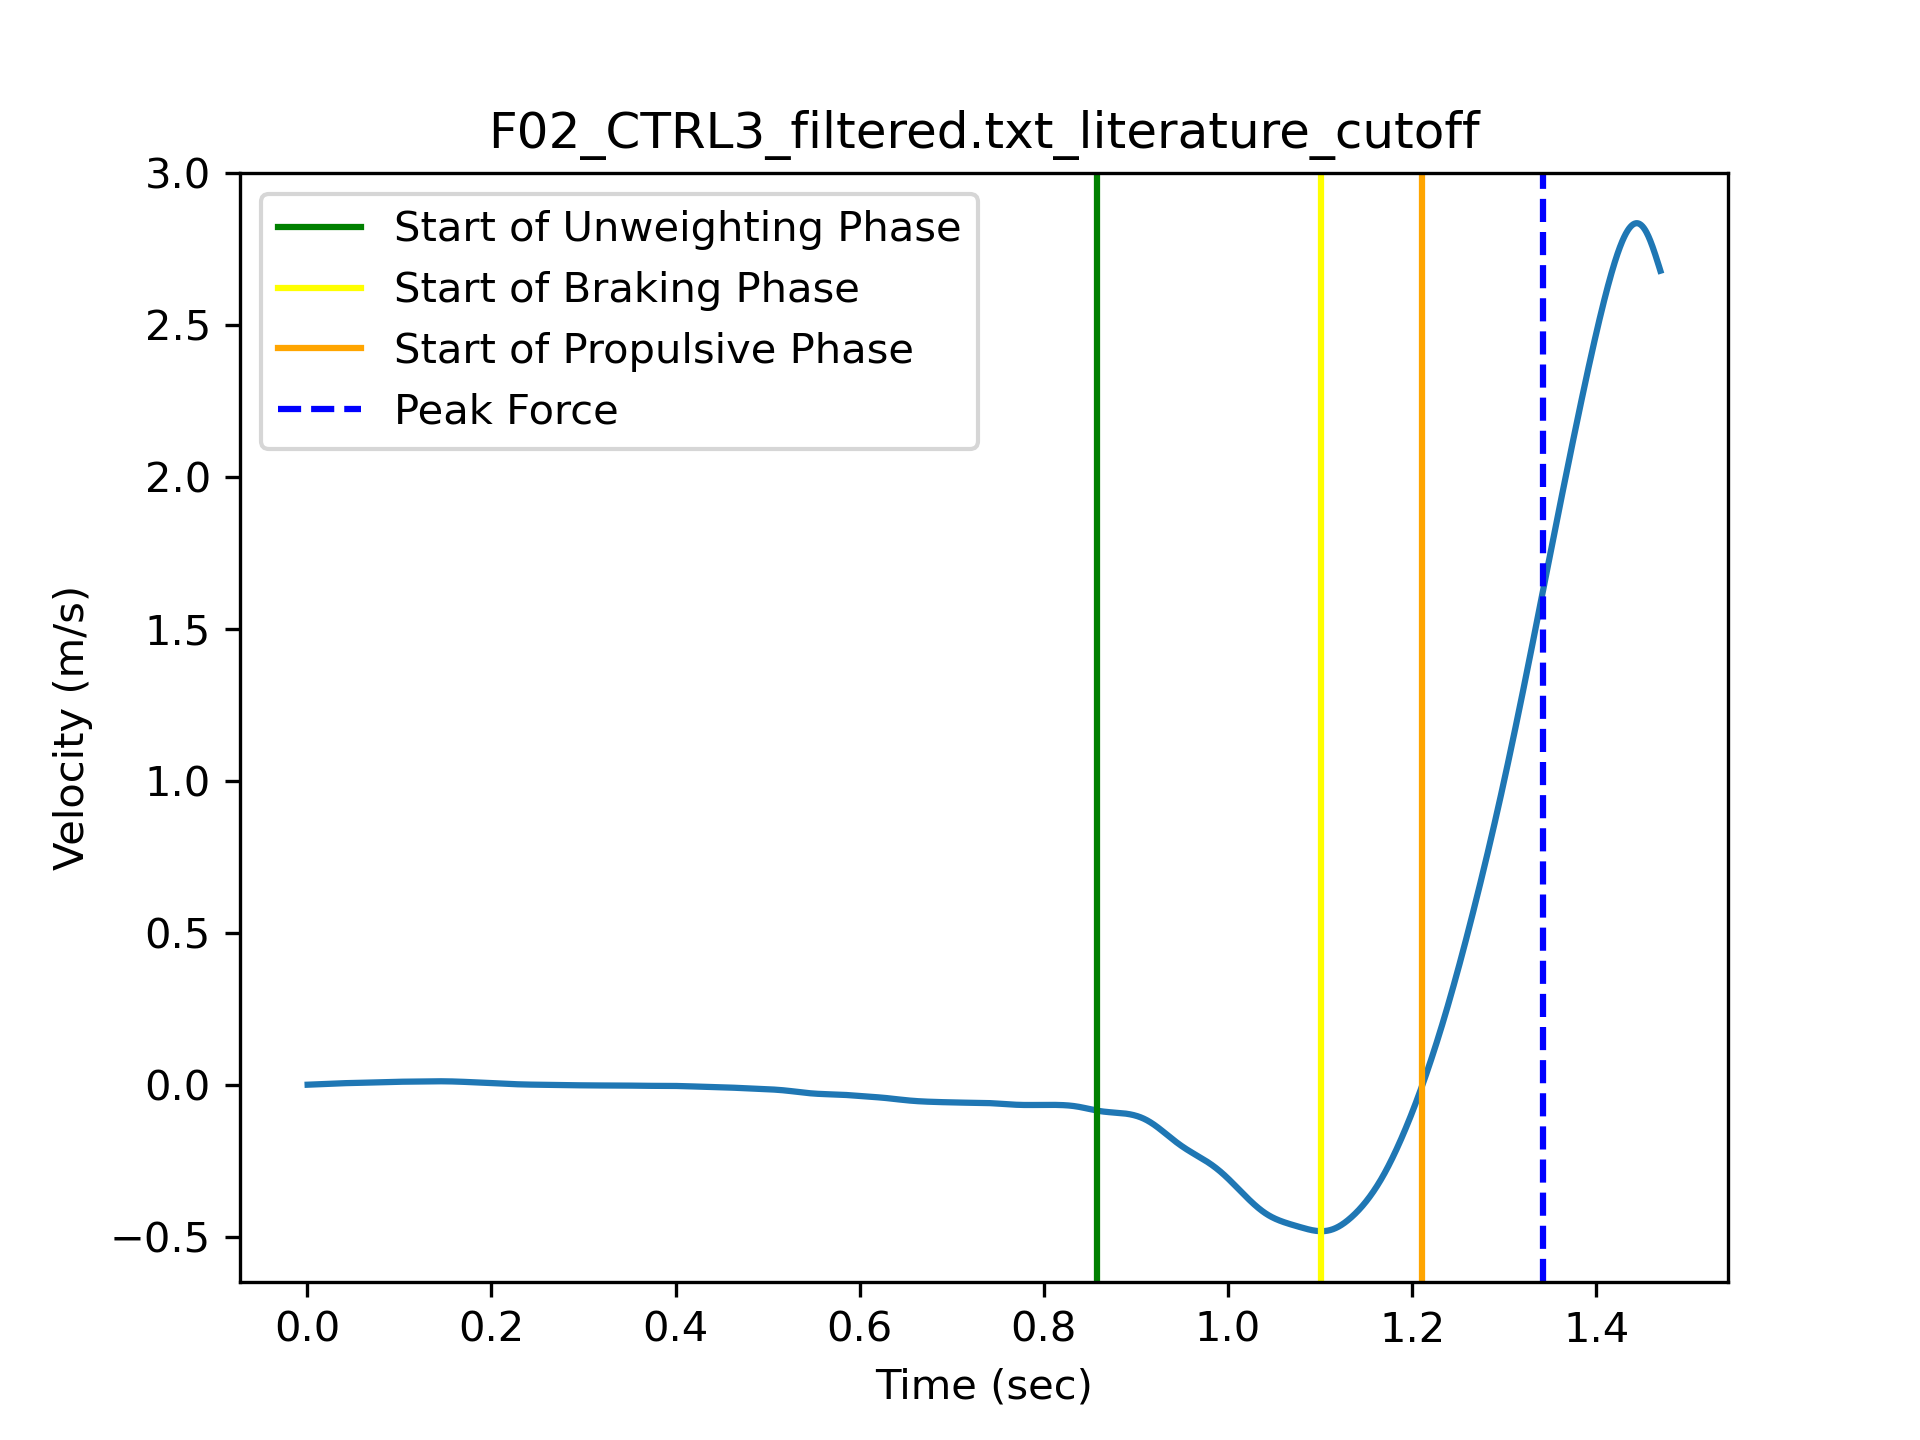 F02_CTRL3_filtered.txt_literature_cutoff
3.0
2.5
2.0
1.5
1.0
0.5
0.0
−0.5
Velocity (m/s)
Start of Unweighting Phase
Start of Braking Phase
Start of Propulsive Phase
Peak Force
0.0 0.2 0.4 0.6 0.8 1.0 1.2 1.4
Time (sec)